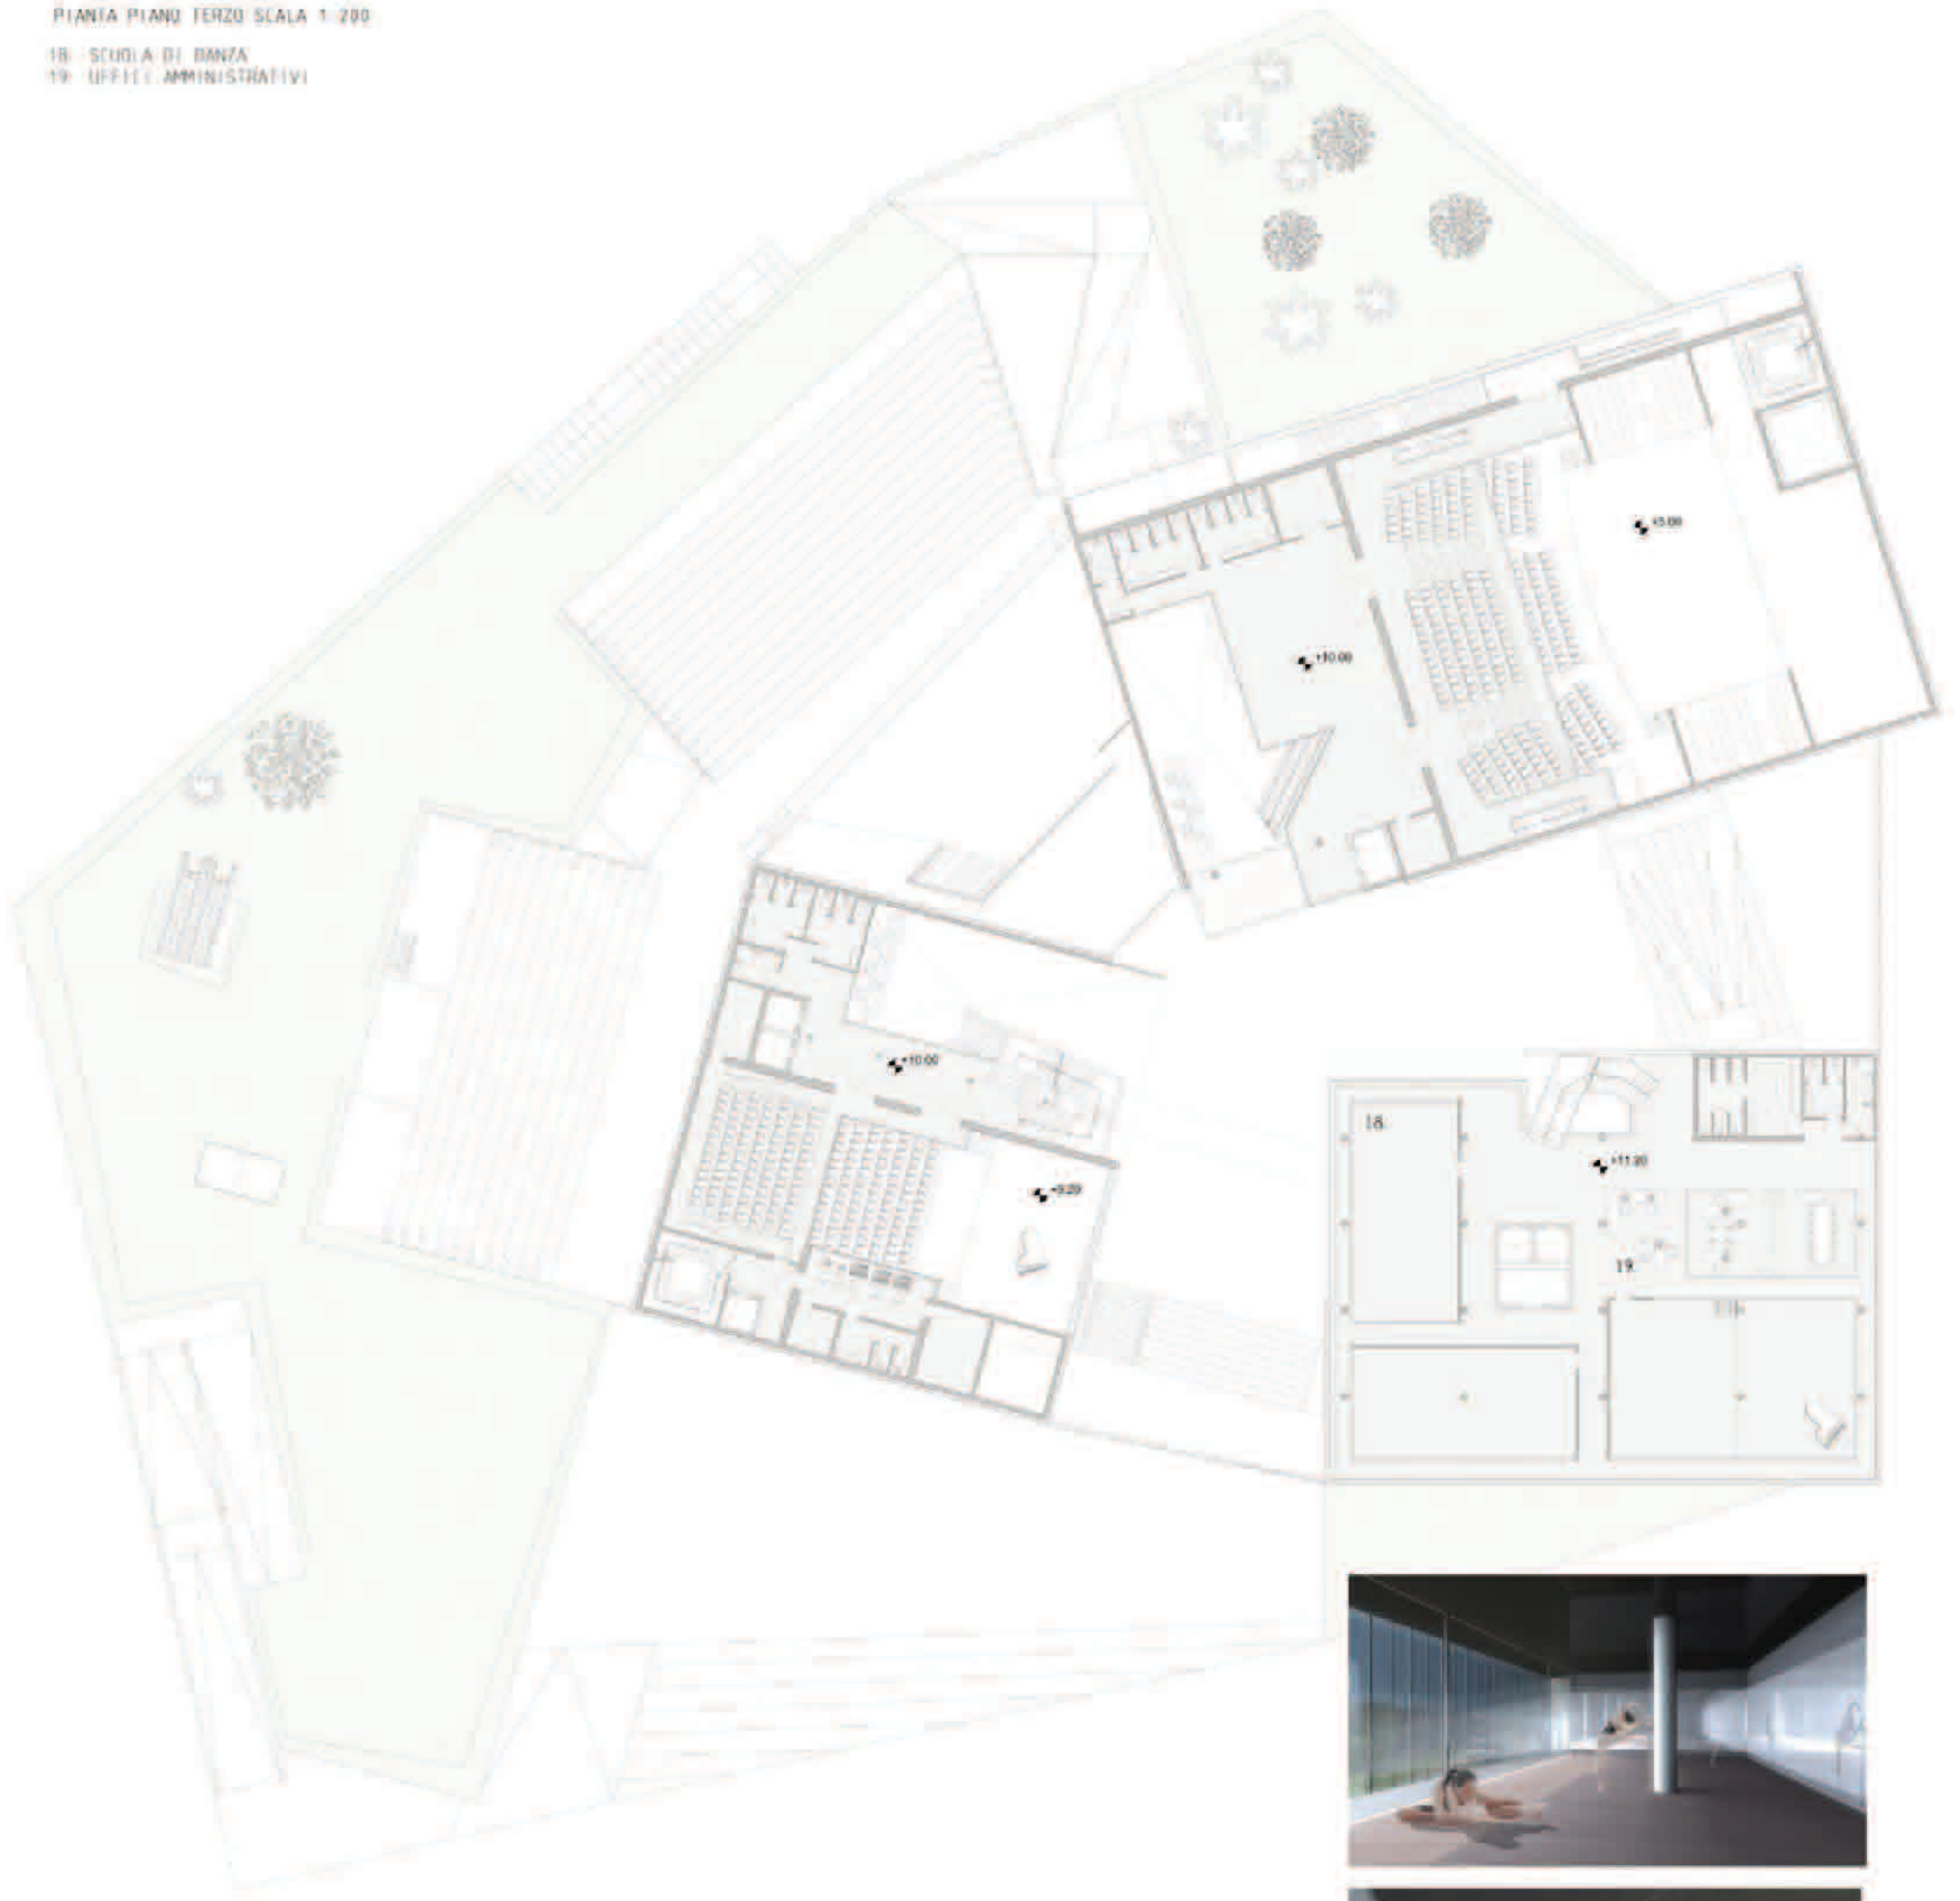 PIANTA PIANO TERZO SCALA 1:200
18: SCUOLA DI DANZA
19: UFFICI AMMINISTRATIVI
+10.00
+10.00
18.
+11.20
19.